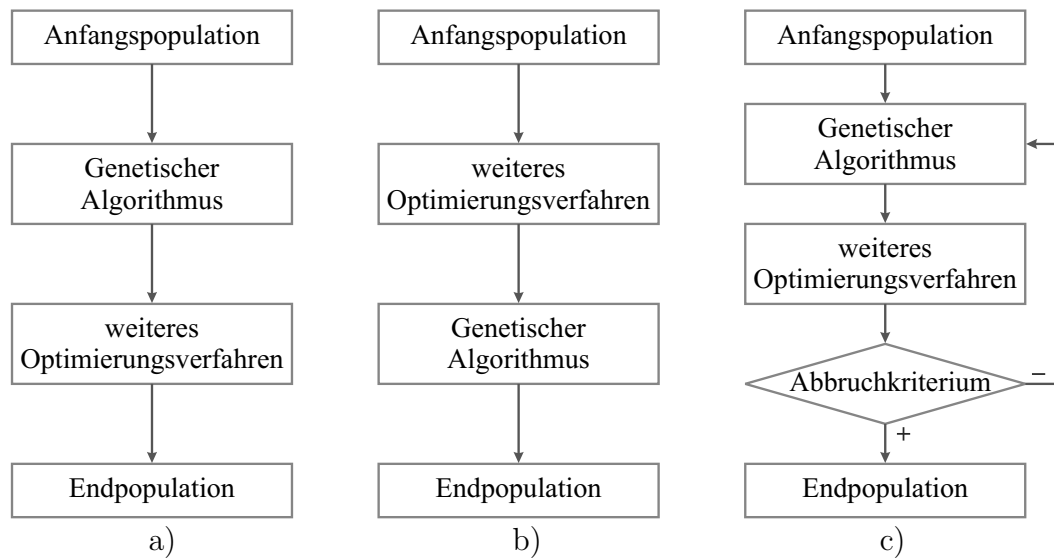 Anfangspopulation
Genetischer
Algorithmus
weiteres
Optimierungsverfahren
Endpopulation
a)
Anfangspopulation
weiteres
Optimierungsverfahren
Genetischer
Algorithmus
Endpopulation
b)
Anfangspopulation
Genetischer
Algorithmus
weiteres
Optimierungsverfahren
Abbruchkriterium
–
+
Endpopulation
c)